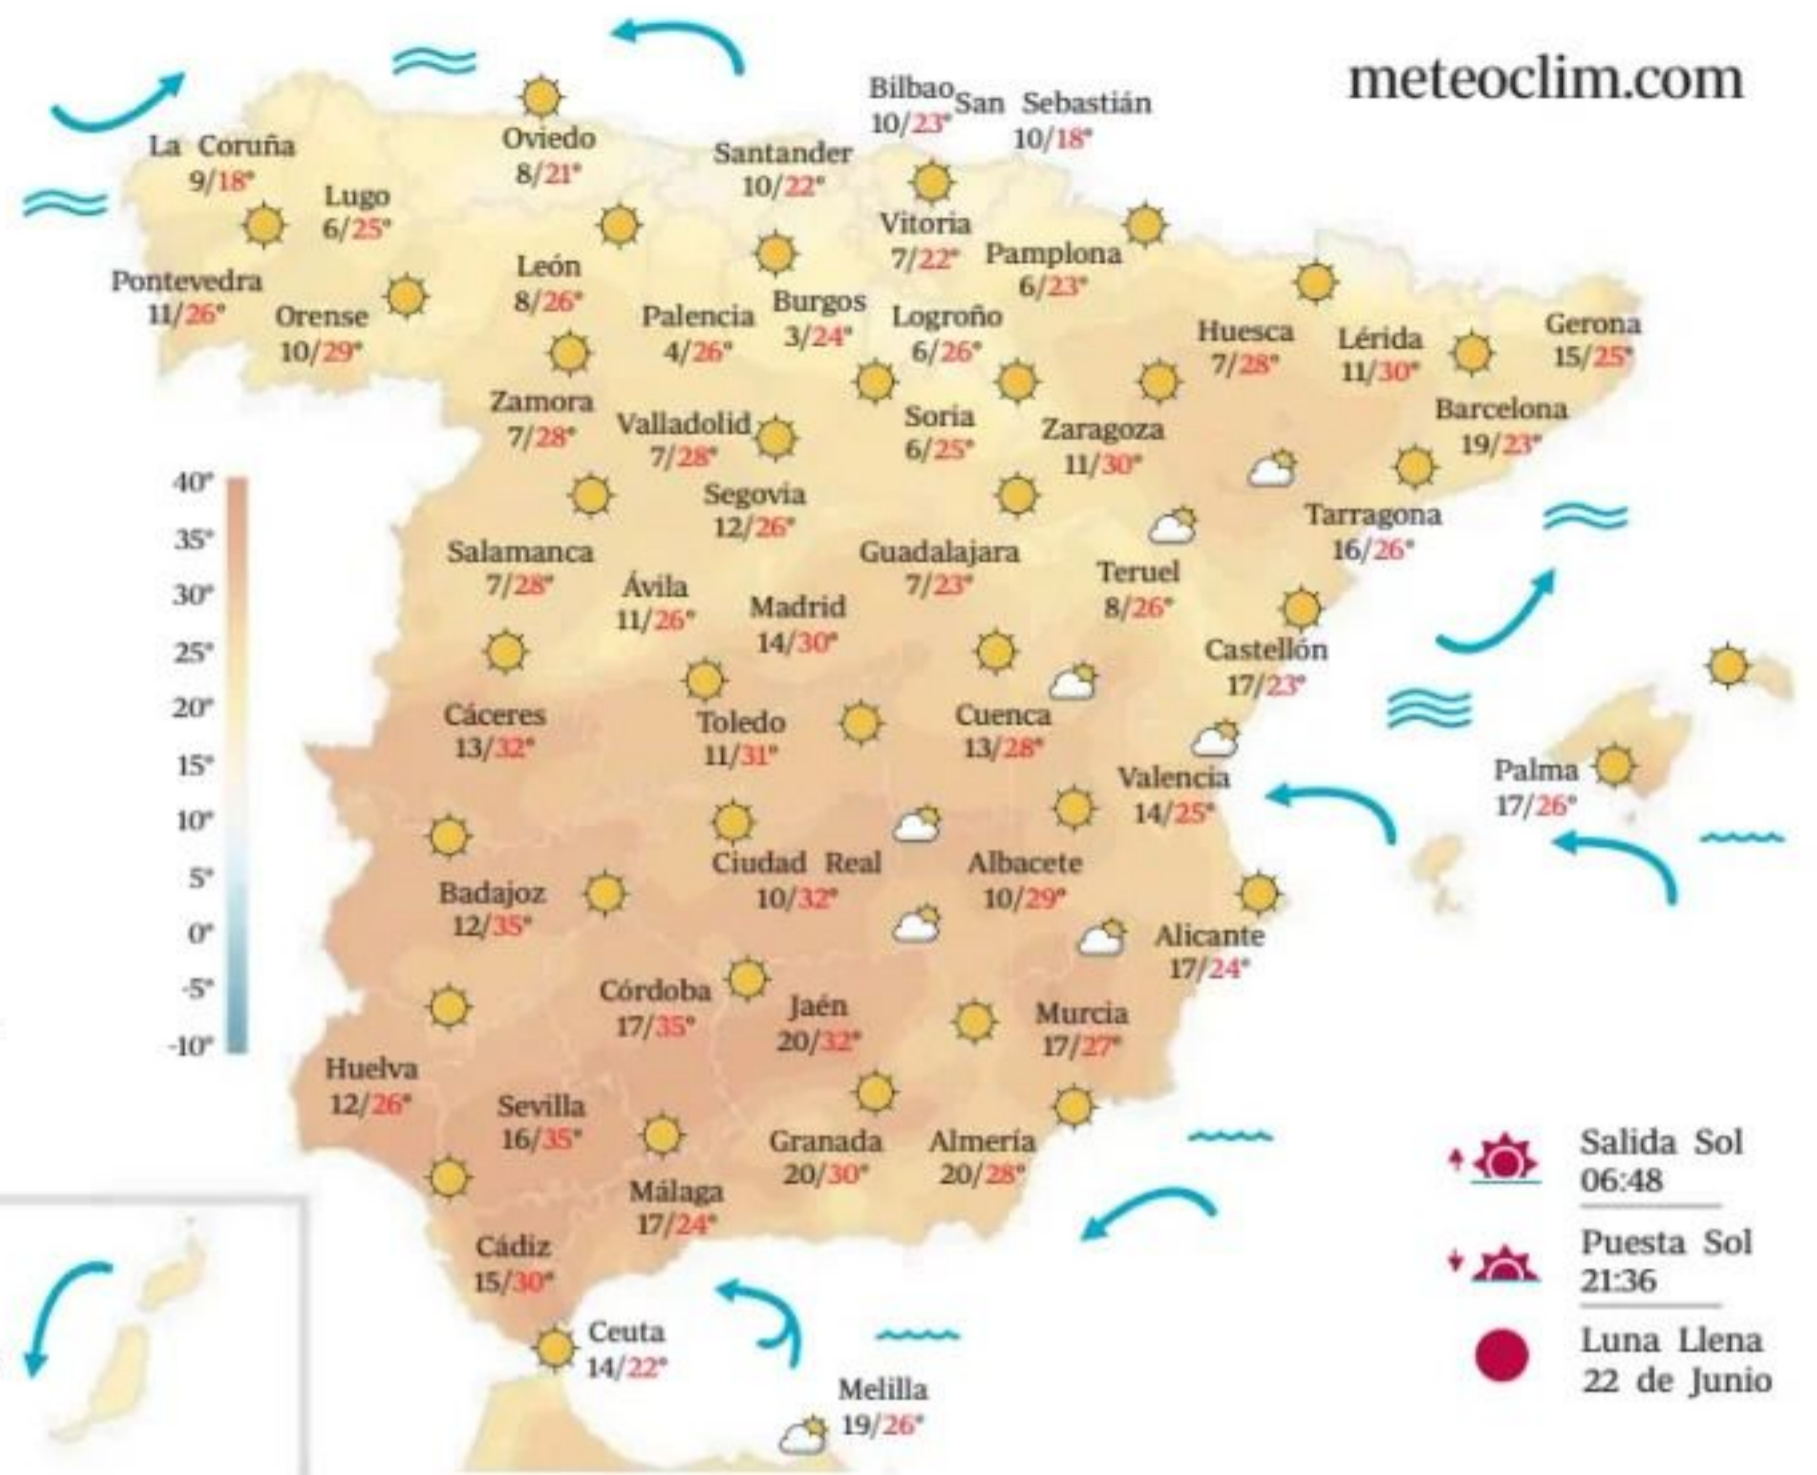 meteoclim.com
Bilbao
10/23°
San Sebastián
10/18°
La Coruña
9/18°
Oviedo
8/21°
Santander
10/22°
Lugo
6/25°
Vitoria
7/22°
Pamplona
6/23°
Pontevedra
11/26°
León
8/26°
Orense
10/29°
Palencia
4/26°
Burgos
3/24°
Logroño
6/26°
Huesca
7/28°
Lérida
11/30°
Gerona
15/25°
Zamora
7/28°
Valladolid
7/28°
Soria
6/25°
Zaragoza
11/30°
Barcelona
19/23°
Segovia
12/26°
Tarragona
16/26°
Salamanca
7/28°
Ávila
11/26°
Madrid
14/30°
Guadalajara
7/23°
Teruel
8/26°
Castellón
17/23°
Cáceres
13/32°
Toledo
11/31°
Cuenca
13/28°
Valencia
14/25°
Palma
17/26°
Badajoz
12/35°
Ciudad Real
10/32°
Albacete
10/29°
Alicante
17/24°
Córdoba
17/35°
Jaén
20/32°
Murcia
17/27°
Huelva
12/26°
Sevilla
16/35°
Granada
20/30°
Almería
20/28°
Málaga
17/24°
Cádiz
15/30°
Ceuta
14/22°
Melilla
19/26°
40°
35°
30°
25°
20°
15°
10°
5°
0°
-5°
-10°
Salida Sol
06:48
Puesta Sol
21:36
Luna Llena
22 de Junio